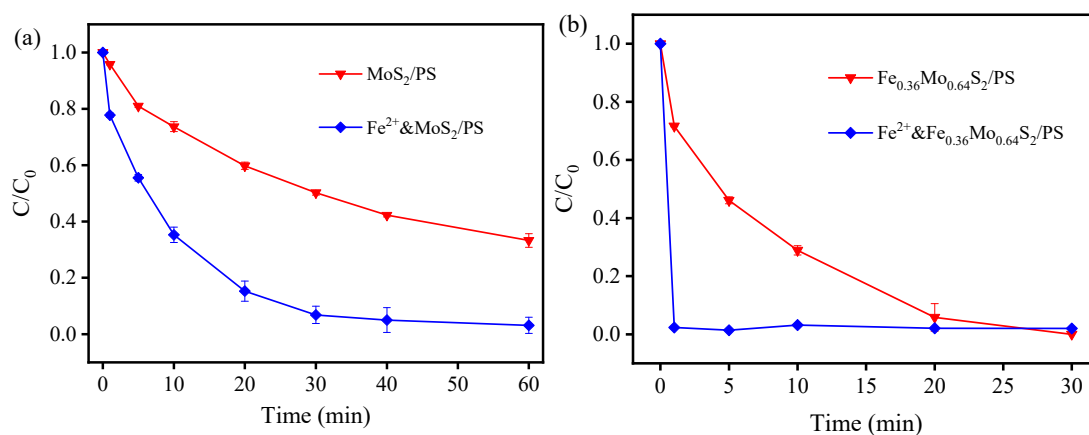 (a)
1.0
0.8
0.6
0.4
0.2
0.0
C/C₀
MoS₂/PS
Fe²⁺&MoS₂/PS
0 10 20 30 40 50 60
Time (min)
(b)
1.0
0.8
0.6
0.4
0.2
0.0
C/C₀
Fe₀.₃₆Mo₀.₆₄S₂/PS
Fe²⁺&Fe₀.₃₆Mo₀.₆₄S₂/PS
0 5 10 20 30
Time (min)